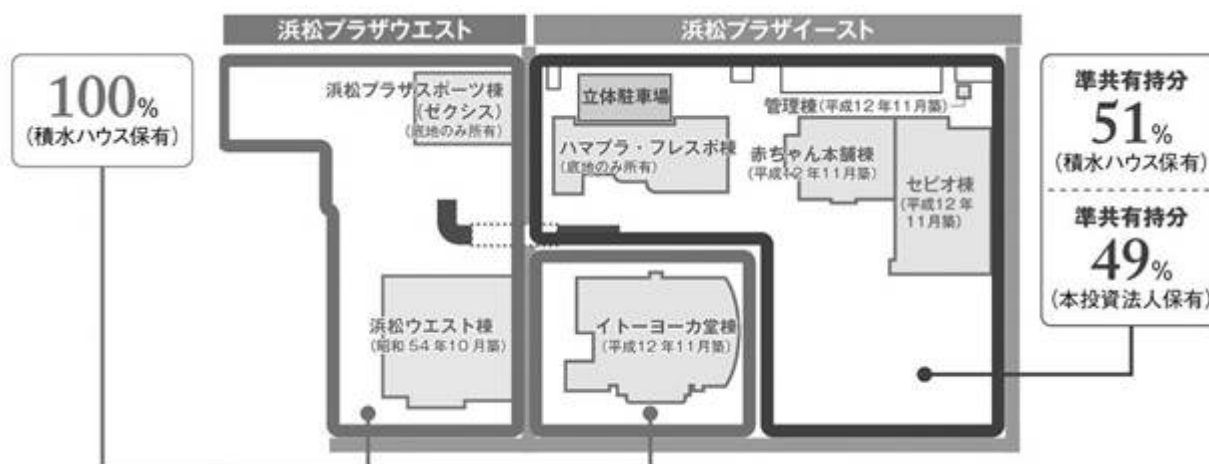 浜松プラザウエスト
浜松プラザイースト
100%
(積水ハウス保有)
浜松プラザスポーツ棟
(ゼクシス)
(底地のみ所有)
立体駐車場
ハマプラ・フレスポ棟
(底地のみ所有)
管理棟(平成12年11月築)
赤ちゃん本舗棟
(平成12年11月築)
セビオ棟
(平成12年
11月築)
準共有持分
51%
(積水ハウス保有)
準共有持分
49%
(本投資法人保有)
浜松ウエスト棟
(昭和54年10月築)
イトーヨーカ堂棟
(平成12年11月築)